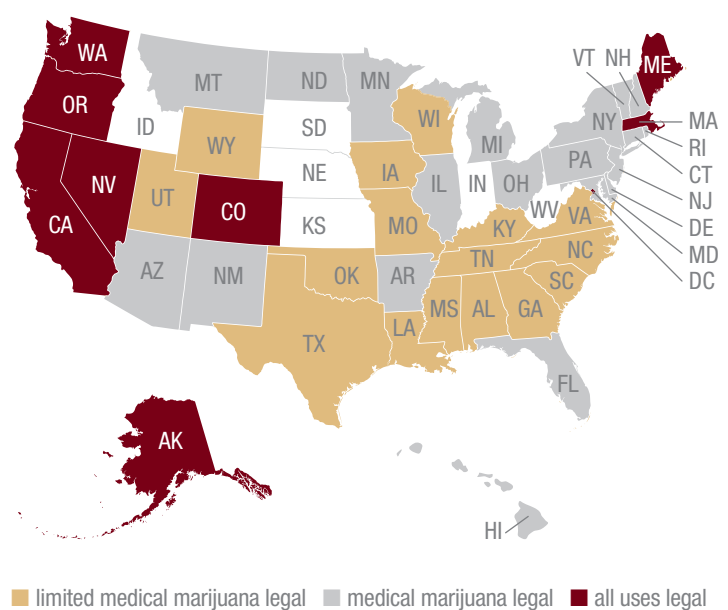 WA
MT
ND
MN
VT NH
ME
OR
ID
SD
WI
NY
MA
WY
MI
RI
NE
IA
PA
CT
NV
UT
CO
IL
IN
OH
NJ
CA
KS
MO
WV
VA
DE
KY
MD
AZ
NM
OK
AR
TN
NC
DC
SC
MS
AL
GA
LA
TX
FL
AK
HI
limited medical marijuana legal
medical marijuana legal
all uses legal